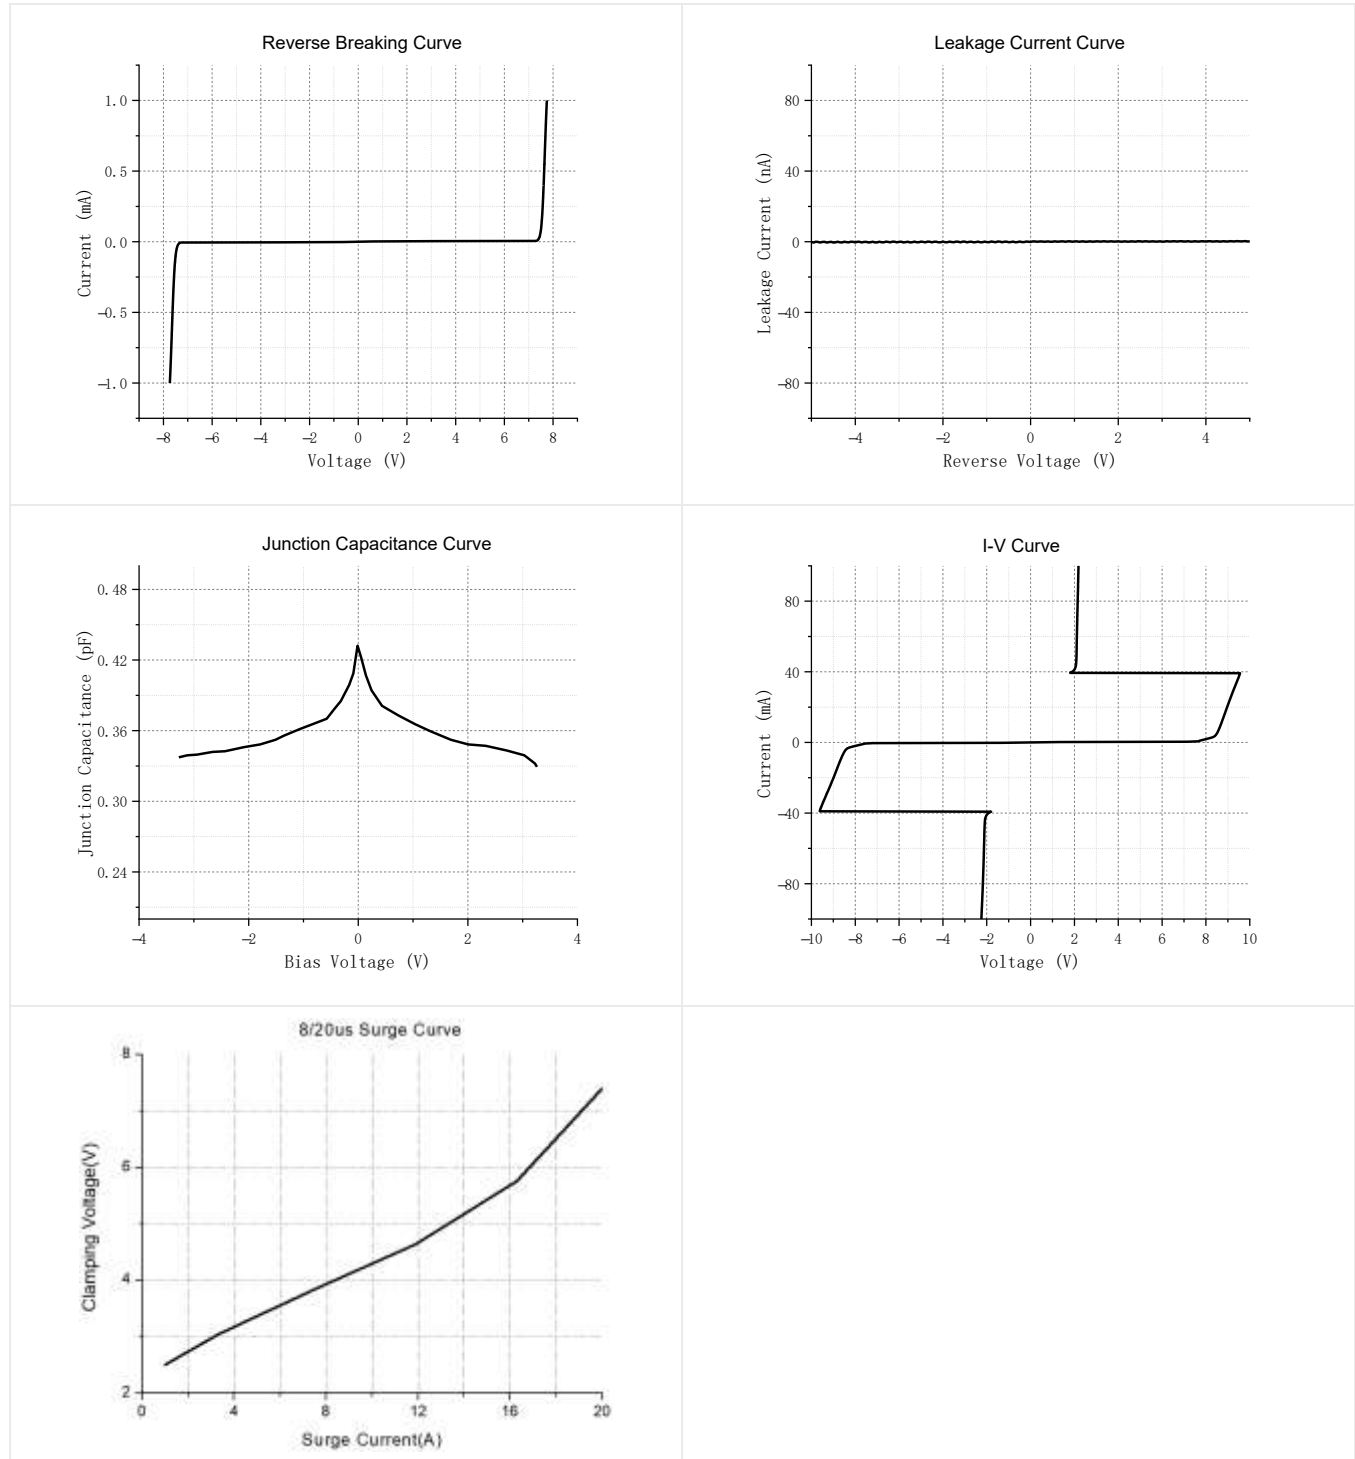 Reverse Breaking Curve
1.0
0.5
0.0
-0.5
-1.0
Current (mA)
-8 -6 -4 -2 0 2 4 6 8
Voltage (V)
Leakage Current Curve
80
40
0
-40
-80
Leakage Current (nA)
-4 -2 0 2 4
Reverse Voltage (V)
Junction Capacitance Curve
0.48
0.42
0.36
0.30
0.24
Junction Capacitance (pF)
-4 -2 0 2 4
Bias Voltage (V)
I-V Curve
80
40
0
-40
-80
Current (mA)
-10 -8 -6 -4 -2 0 2 4 6 8 10
Voltage (V)
8/20us Surge Curve
8
6
4
2
Clamping Voltage(V)
0 4 8 12 16 20
Surge Current(A)